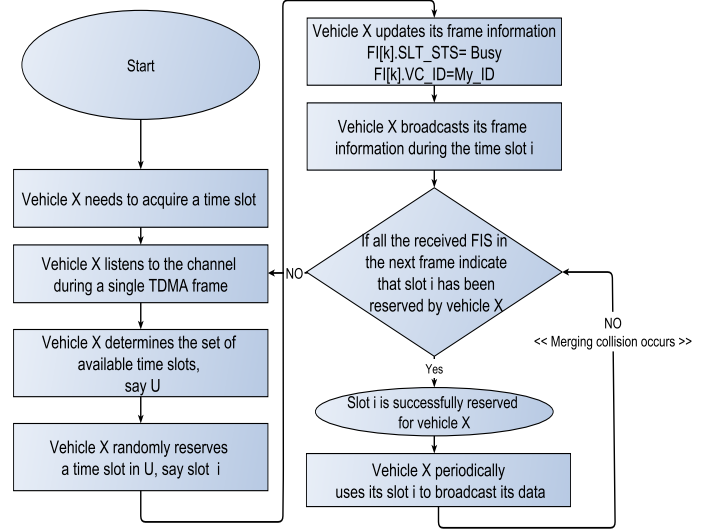 Start
Vehicle X needs to acquire a time slot
Vehicle X listens to the channel
during a single TDMA frame
Vehicle X determines the set of
available time slots,
say U
Vehicle X randomly reserves
a time slot in U, say slot i
Vehicle X updates its frame information
FI[k].SLT_STS= Busy
FI[k].VC_ID=My_ID
Vehicle X broadcasts its frame
information during the time slot i
If all the received FIS in
the next frame indicate
that slot i has been
reserved by vehicle X
NO
Yes
Slot i is successfully reserved
for vehicle X
Vehicle X periodically
uses its slot i to broadcast its data
NO
<< Merging collision occurs >>